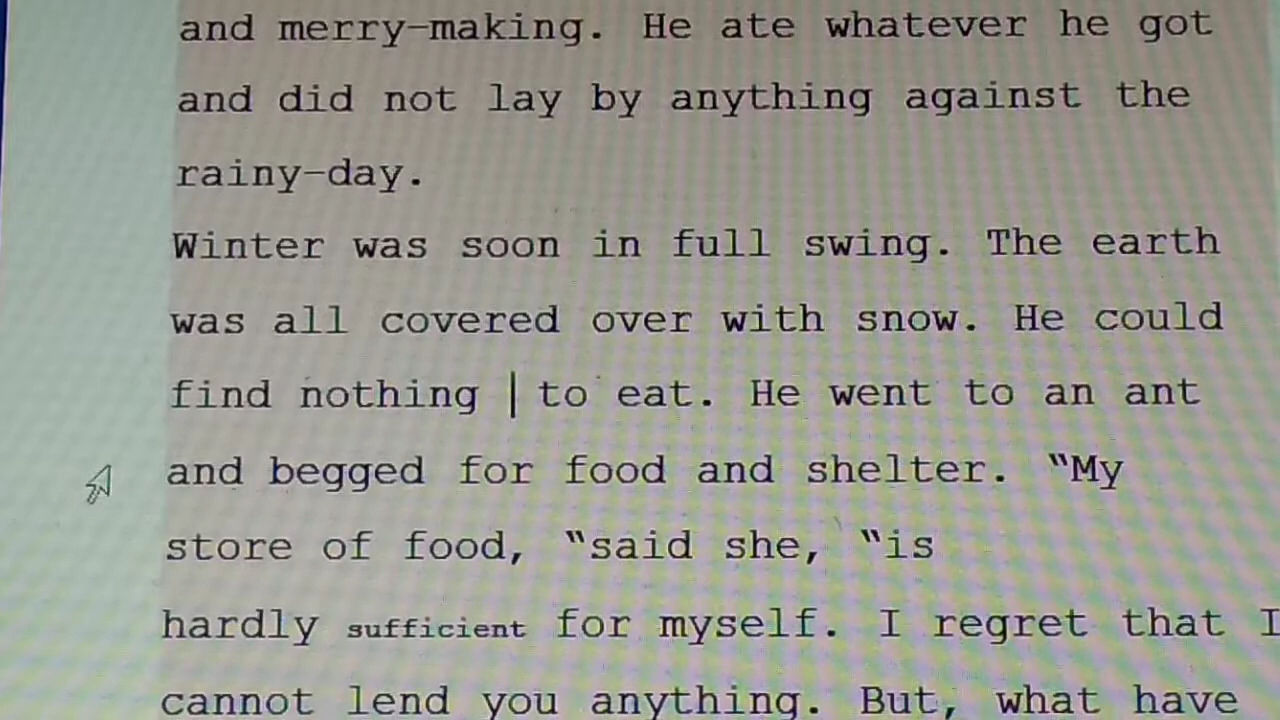 and merry-making. He ate whatever he got
and did not lay by anything against the
rainy-day.
Winter was soon in full swing. The earth
was all covered over with snow. He could
find nothing to eat. He went to an ant
and begged for food and shelter. "My
store of food, "said she, "is
hardly sufficient for myself. I regret that I
cannot lend you anything. But, what have